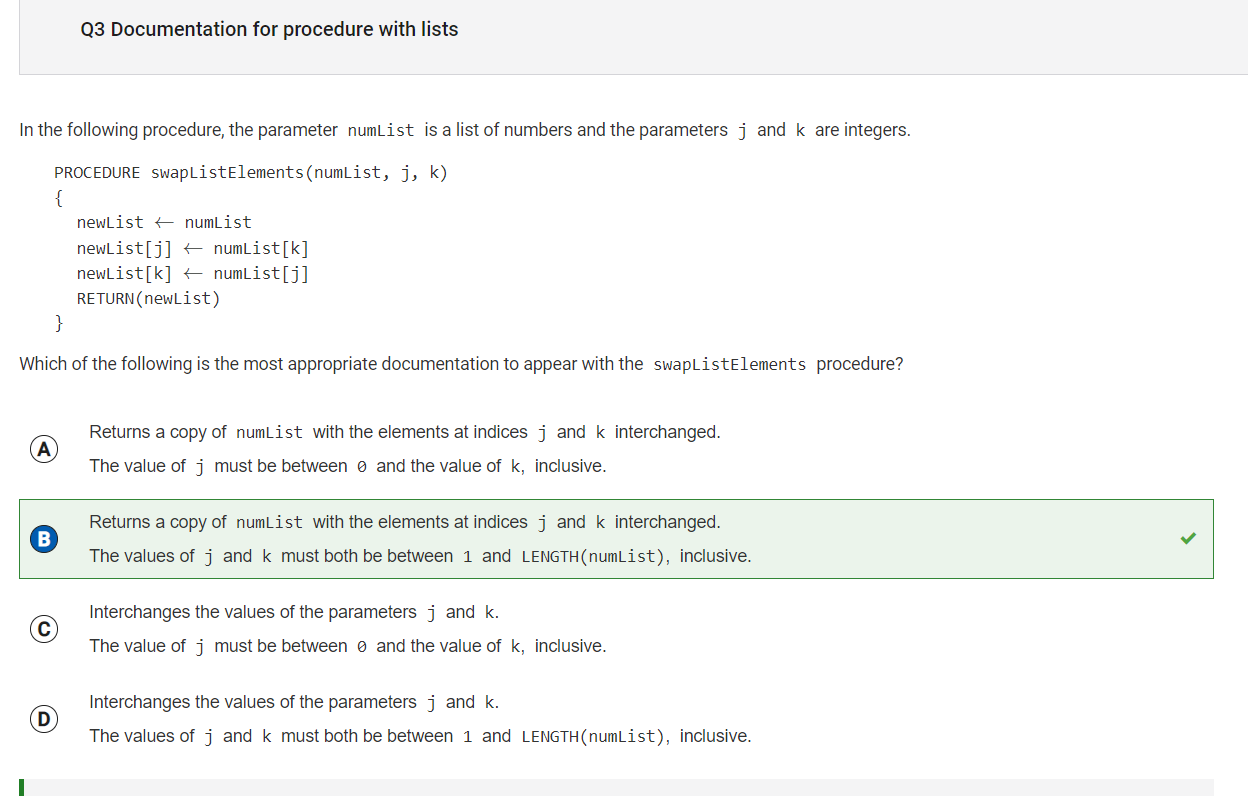 Q3 Documentation for procedure with lists
In the following procedure, the parameter numList is a list of numbers and the parameters j and k are integers.
PROCEDURE swapListElements(numList, j, k)
{
newList ← numList
newList[j] ← numList[k]
newList[k] ← numList[j]
RETURN(newList)
}
Which of the following is the most appropriate documentation to appear with the swapListElements procedure?
A
Returns a copy of numList with the elements at indices j and k interchanged.
The value of j must be between 0 and the value of k, inclusive.
B
Returns a copy of numList with the elements at indices j and k interchanged.
The values of j and k must both be between 1 and LENGTH(numList), inclusive.
C
Interchanges the values of the parameters j and k.
The value of j must be between 0 and the value of k, inclusive.
D
Interchanges the values of the parameters j and k.
The values of j and k must both be between 1 and LENGTH(numList), inclusive.